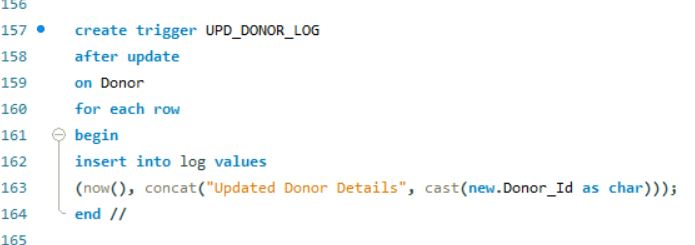 156
157 create trigger UPD_DONOR_LOG
158 after update
159 on Donor
160 for each row
161 begin
162 insert into log values
163 (now(), concat("Updated Donor Details", cast(new.Donor_Id as char)));
164 end //
165